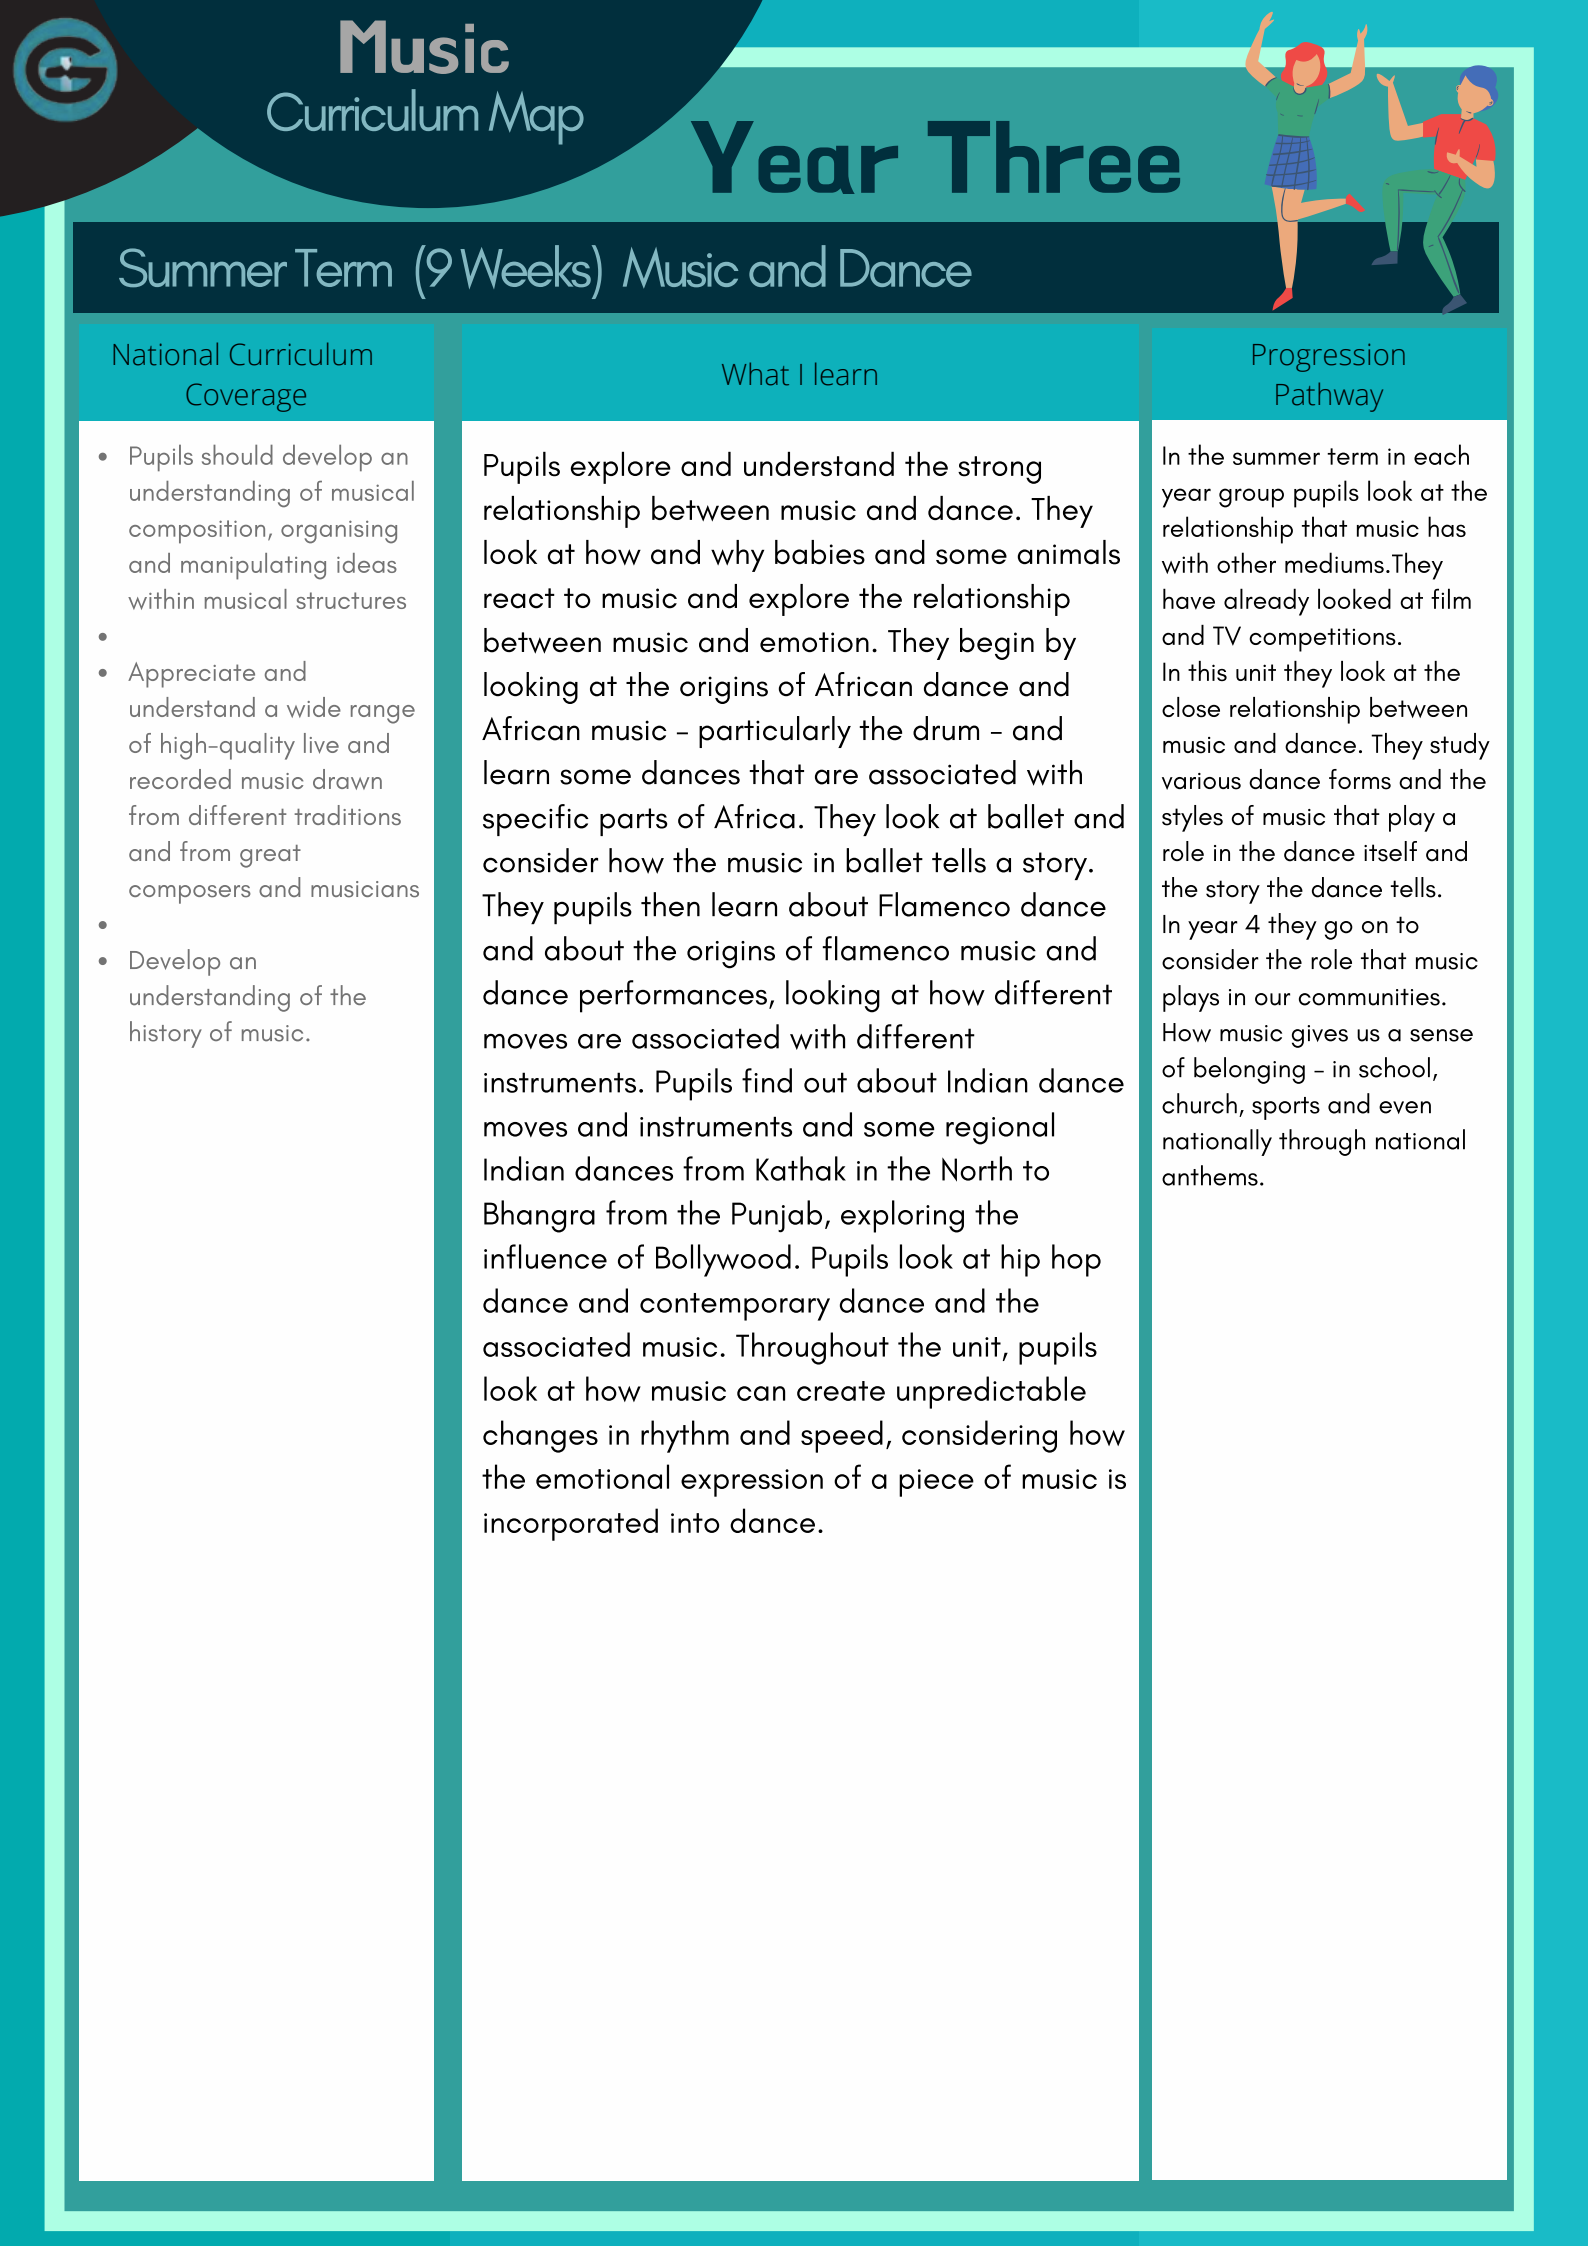 Music
Curriculum Map
Year Three
Summer Term (9 Weeks) Music and Dance
National Curriculum
Coverage
• Pupils should develop an
understanding of musical
composition, organising
and manipulating ideas
within musical structures
•
• Appreciate and
understand a wide range
of high-quality live and
recorded music drawn
from different traditions
and from great
composers and musicians
•
• Develop an
understanding of the
history of music.
What I learn
Pupils explore and understand the strong
relationship between music and dance. They
look at how and why babies and some animals
react to music and explore the relationship
between music and emotion. They begin by
looking at the origins of African dance and
African music - particularly the drum - and
learn some dances that are associated with
specific parts of Africa. They look at ballet and
consider how the music in ballet tells a story.
They pupils then learn about Flamenco dance
and about the origins of flamenco music and
dance performances, looking at how different
moves are associated with different
instruments. Pupils find out about Indian dance
moves and instruments and some regional
Indian dances from Kathak in the North to
Bhangra from the Punjab, exploring the
influence of Bollywood. Pupils look at hip hop
dance and contemporary dance and the
associated music. Throughout the unit, pupils
look at how music can create unpredictable
changes in rhythm and speed, considering how
the emotional expression of a piece of music is
incorporated into dance.
Progression
Pathway
In the summer term in each
year group pupils look at the
relationship that music has
with other mediums.They
have already looked at film
and TV competitions.
In this unit they look at the
close relationship between
music and dance. They study
various dance forms and the
styles of music that play a
role in the dance itself and
the story the dance tells.
In year 4 they go on to
consider the role that music
plays in our communities.
How music gives us a sense
of belonging - in school,
church, sports and even
nationally through national
anthems.